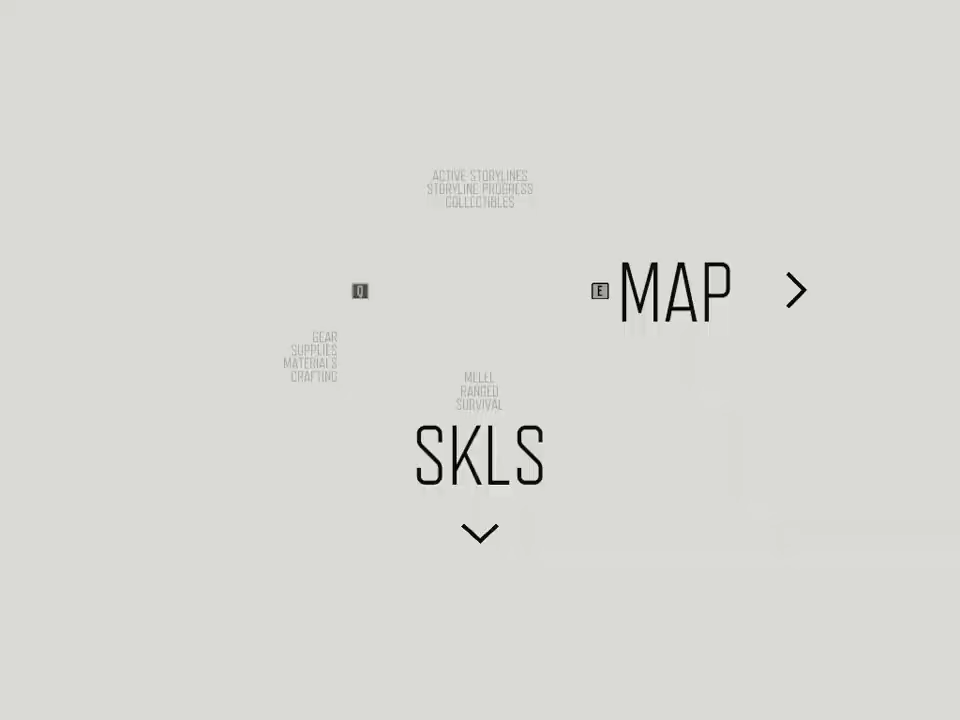 ACTIVE STORYLINES
STORYLINE PROGRESS
COLLECTIBLES
Q
E
MAP
GEAR
SUPPLIES
MATERIALS
CRAFTING
MELEE
RANGED
SURVIVAL
SKLS